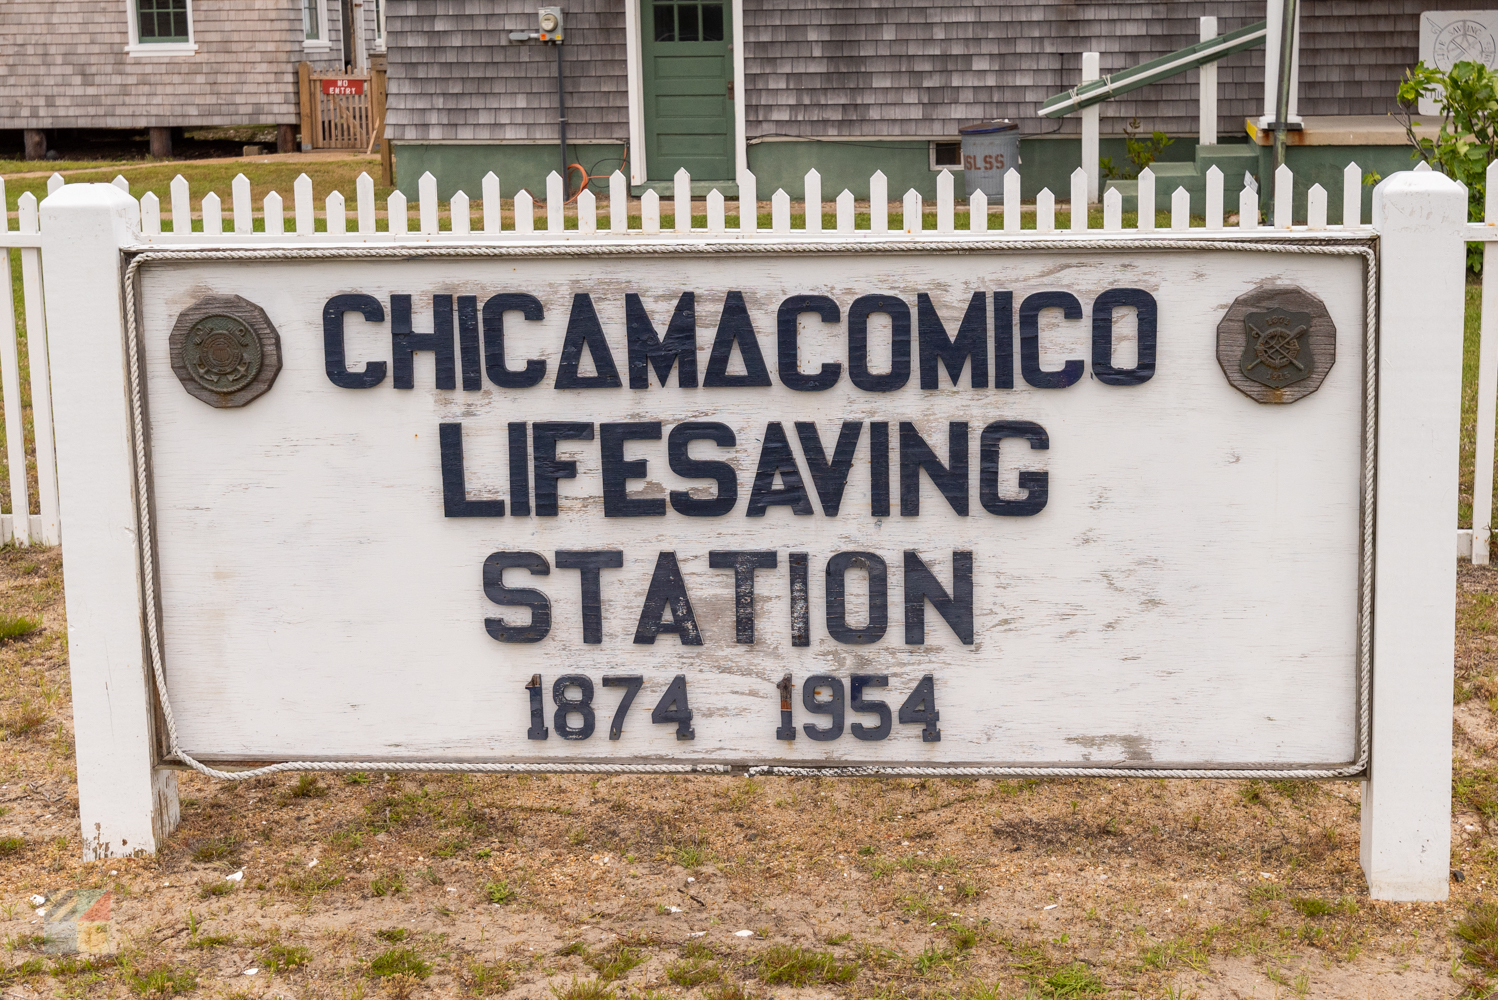 NO
ENTRY
SLSS
CHICAMACOMICO
LIFESAVING
STATION
1874 1954